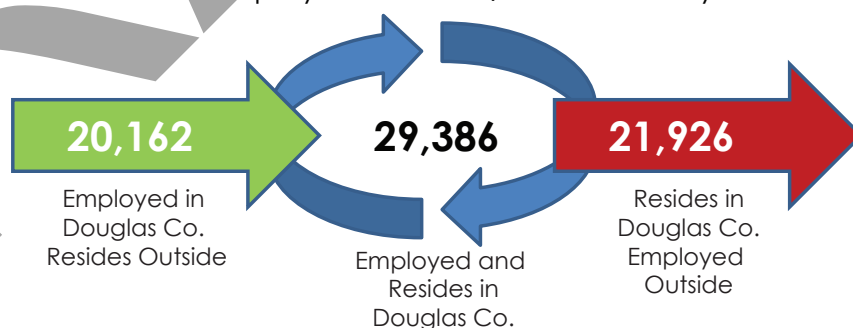 20,162
29,386
21,926
Employed in
Douglas Co.
Resides Outside
Employed and
Resides in
Douglas Co.
Resides in
Douglas Co.
Employed
Outside